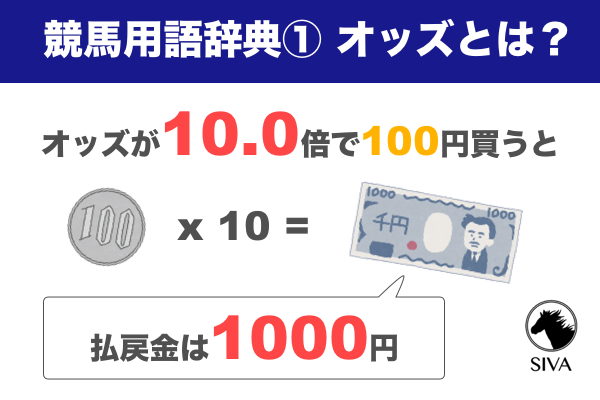 競馬用語辞典① オッズとは？
オッズが10.0倍で100円買うと
100
x 10 =
1000
千円
0
1000
払戻金は1000円
SIVA